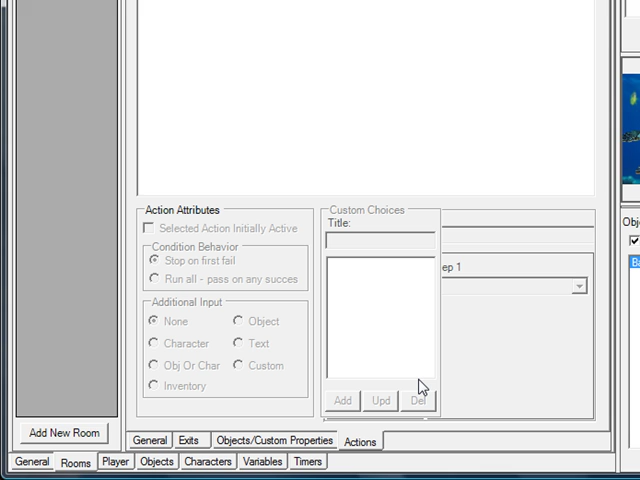 Action Attributes
Selected Action Initially Active
Condition Behavior
Stop on first fail
Run all - pass on any succes
Additional Input
None
Object
Character
Text
Obj Or Char
Custom
Inventory
Custom Choices
Title:
Add Upd Del
ep 1
Obj
Ba
Add New Room
General Exits Objects/Custom Properties Actions
General Rooms Player Objects Characters Variables Timers